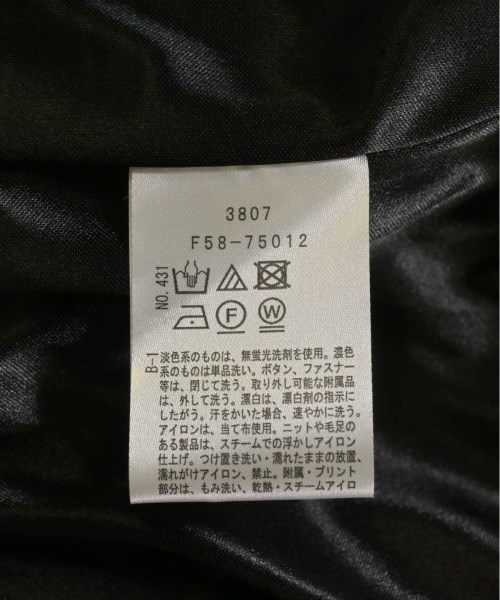 3807
F58-75012
NO. 431
F W
B-1
淡色系のものは、無蛍光洗剤を使用。濃色
系のものは単品洗い。ボタン、ファスナー
等は、閉じて洗う。取り外し可能な附属品
は、外して洗う。漂白は、漂白剤の指示に
したがう。汗をかいた場合、速やかに洗う。
アイロンは、当て布使用。ニットや毛足の
ある製品は、スチームでの浮かしアイロン
仕上げ。つけ置き洗い・濡れたままの放置、
濡れがけアイロン、禁止。附属・プリント
部分は、もみ洗い、乾熱・スチームアイロ